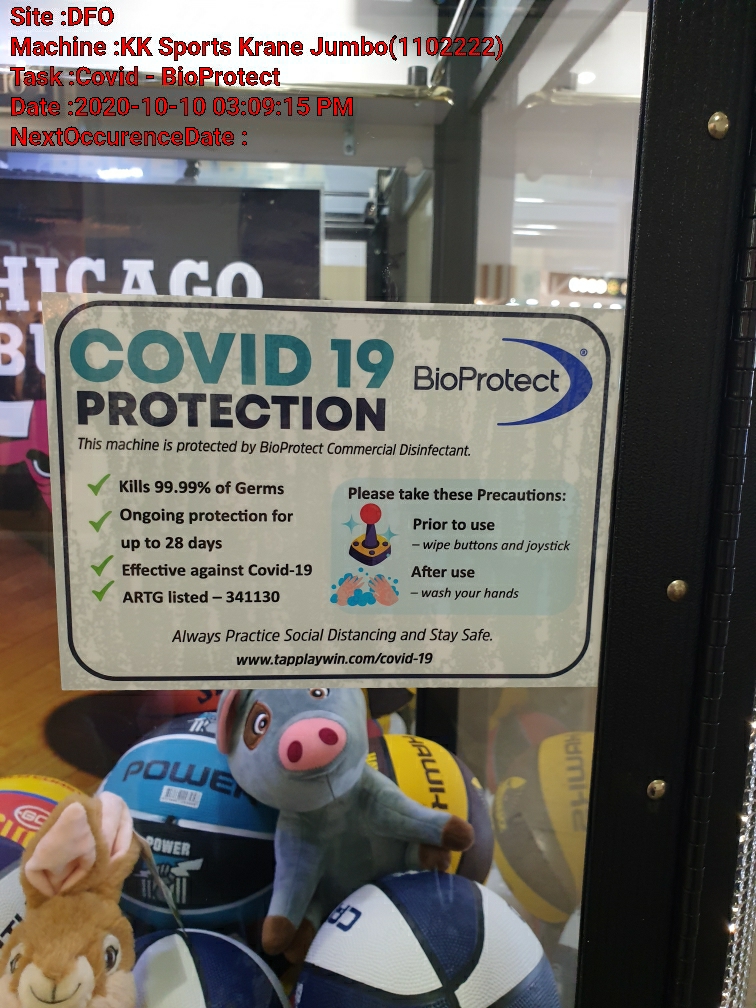 Site :DFO
Machine :KK Sports Krane Jumbo(1102222)
Task :Covid - BioProtect
Date :2020-10-10 03:09:15 PM
NextOccurenceDate :
HICAGO
BU
COVID 19
PROTECTION
BioProtect®
This machine is protected by BioProtect Commercial Disinfectant.
Kills 99.99% of Germs
Ongoing protection for
up to 28 days
Effective against Covid-19
ARTG listed – 341130
Please take these Precautions:
Prior to use
– wipe buttons and joystick
After use
– wash your hands
Always Practice Social Distancing and Stay Safe.
www.tapplaywin.com/covid-19
POWER
POWER
HAWK